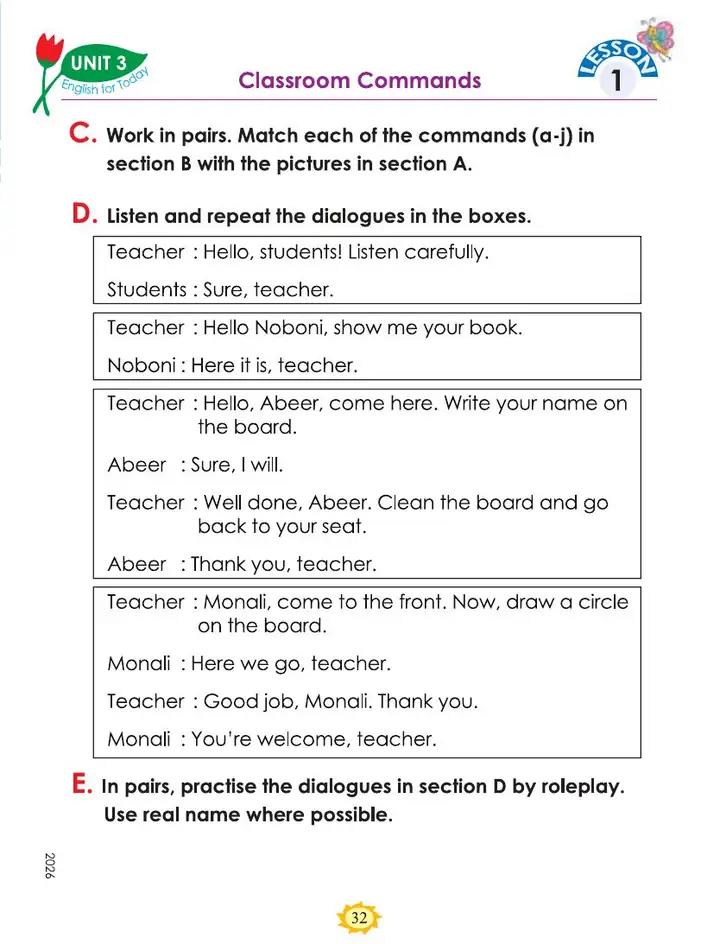 UNIT 3
English for Today
Classroom Commands
LESSON
1
C. Work in pairs. Match each of the commands (a-j) in
section B with the pictures in section A.
D. Listen and repeat the dialogues in the boxes.
Teacher : Hello, students! Listen carefully.
Students : Sure, teacher.
Teacher : Hello Noboni, show me your book.
Noboni : Here it is, teacher.
Teacher : Hello, Abeer, come here. Write your name on
the board.
Abeer : Sure, I will.
Teacher : Well done, Abeer. Clean the board and go
back to your seat.
Abeer : Thank you, teacher.
Teacher : Monali, come to the front. Now, draw a circle
on the board.
Monali : Here we go, teacher.
Teacher : Good job, Monali. Thank you.
Monali : You're welcome, teacher.
E. In pairs, practise the dialogues in section D by roleplay.
Use real name where possible.
2026
32